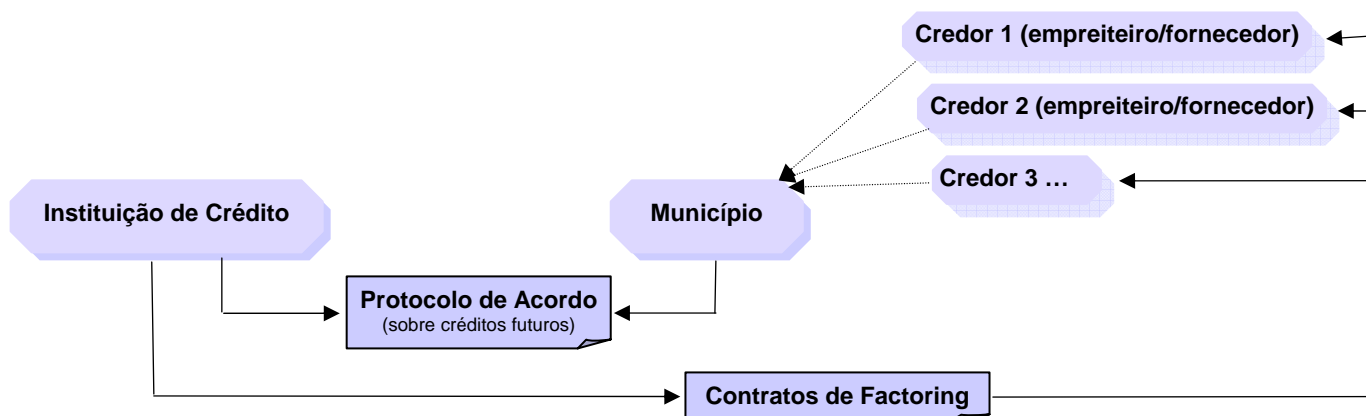 Credor 1 (empreiteiro/fornecedor)
Credor 2 (empreiteiro/fornecedor)
Credor 3 …
Instituição de Crédito
Município
Protocolo de Acordo
(sobre créditos futuros)
Contratos de Factoring